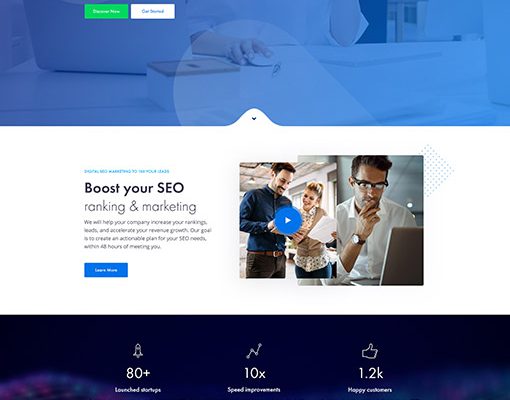 Discover Now
Get Started
DIGITAL SEO MARKETING TO 10X YOUR LEADS
Boost your SEO
ranking & marketing
We will help your company increase your rankings,
leads, and accelerate your revenue growth. Our goal
is to create an actionable plan for your SEO needs,
within 48 hours of meeting you.
Learn More
80+
10x
1.2k
Launched startups
Speed improvements
Happy customers